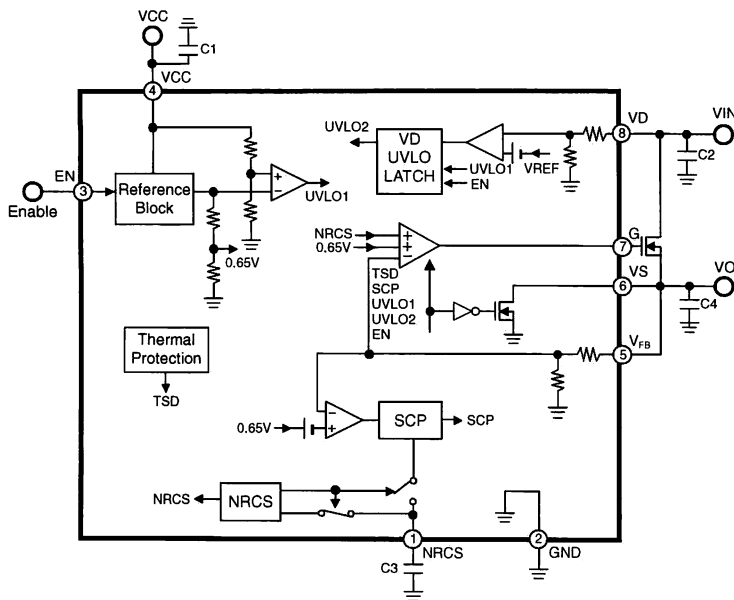 VCC
C1
VCC
4
VD
VIN
UVLO2
VD
UVLO
LATCH
8
C2
EN
UVLO1
EN
VREF
3
Reference
Block
+
−
UVLO1
Enable
0.65V
NRCS
0.65V
+
+
−
G
7
TSD
SCP
UVLO1
UVLO2
EN
VS
6
VO
C4
VFB
5
Thermal
Protection
TSD
0.65V
−
+
SCP
SCP
NRCS
NRCS
1
NRCS
2
GND
C3